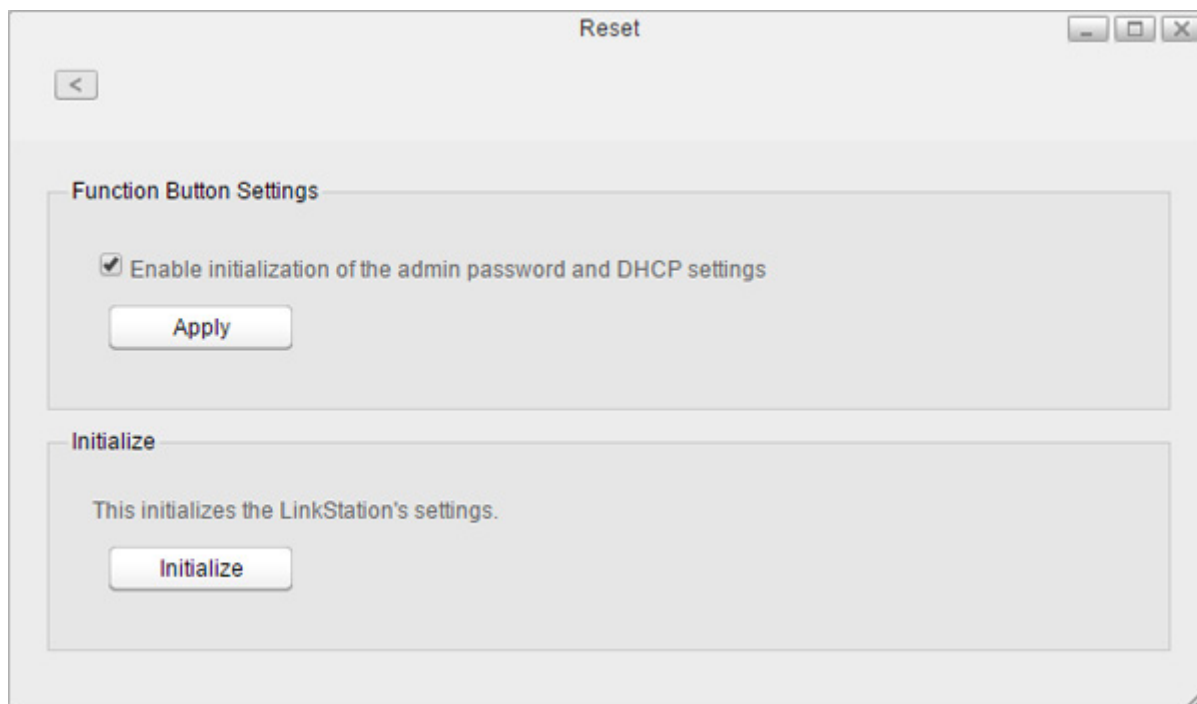 Reset
<
Function Button Settings
Enable initialization of the admin password and DHCP settings
Apply
Initialize
This initializes the LinkStation's settings.
Initialize